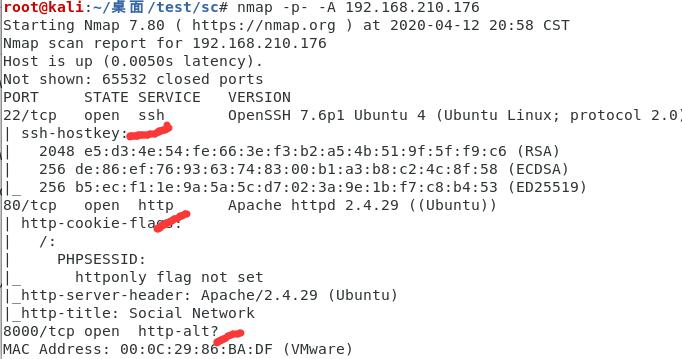 root@kali:~/桌面/test/sc# nmap -p- -A 192.168.210.176
Starting Nmap 7.80 ( https://nmap.org ) at 2020-04-12 20:58 CST
Nmap scan report for 192.168.210.176
Host is up (0.0050s latency).
Not shown: 65532 closed ports
PORT     STATE SERVICE   VERSION
22/tcp   open  ssh       OpenSSH 7.6p1 Ubuntu 4 (Ubuntu Linux; protocol 2.0)
| ssh-hostkey:
|   2048 e5:d3:4e:54:fe:66:3e:f3:b2:a5:4b:51:9f:5f:f9:c6 (RSA)
|   256 de:86:ef:76:93:63:74:83:00:b1:a3:b8:c2:4c:8f:58 (ECDSA)
|_  256 b5:ec:f1:1e:9a:5a:5c:d7:02:3a:9e:1b:f7:c8:b4:53 (ED25519)
80/tcp   open  http      Apache httpd 2.4.29 ((Ubuntu))
| http-cookie-flags:
|   /:
|     PHPSESSID:
|_      httponly flag not set
|_http-server-header: Apache/2.4.29 (Ubuntu)
|_http-title: Social Network
8000/tcp open  http-alt?
MAC Address: 00:0C:29:86:BA:DF (VMware)